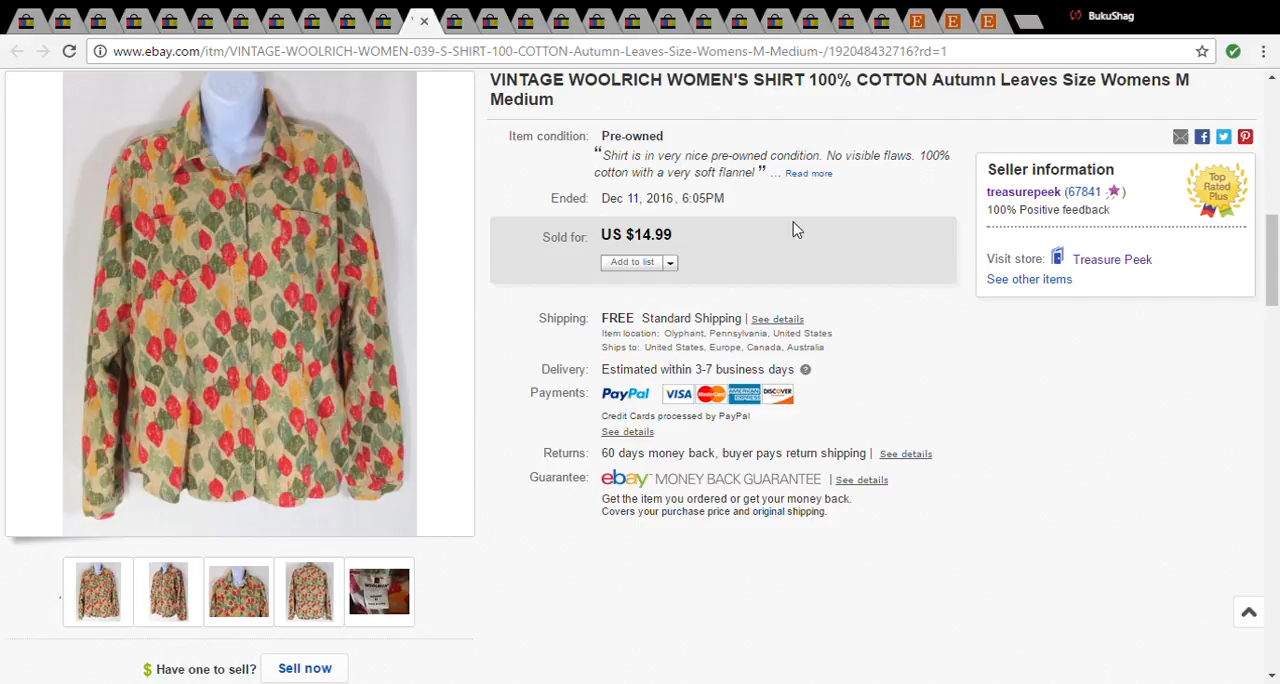 BukuShag
www.ebay.com/itm/VINTAGE-WOOLRICH-WOMEN-039-S-SHIRT-100-COTTON-Autumn-Leaves-Size-Womens-M-Medium-/192048432716?rd=1
VINTAGE WOOLRICH WOMEN'S SHIRT 100% COTTON Autumn Leaves Size Womens M
Medium
Item condition: Pre-owned
“Shirt is in very nice pre-owned condition. No visible flaws. 100%
cotton with a very soft flannel ” ... Read more
Ended: Dec 11, 2016, 6:05PM
Sold for: US $14.99
Add to list
Shipping: FREE Standard Shipping | See details
Item location: Olyphant, Pennsylvania, United States
Ships to: United States, Europe, Canada, Australia
Delivery: Estimated within 3-7 business days ?
Payments: PayPal VISA MasterCard AMERICAN EXPRESS DISCOVER
Credit Cards processed by PayPal
See details
Returns: 60 days money back, buyer pays return shipping | See details
Guarantee: ebay MONEY BACK GUARANTEE | See details
Get the item you ordered or get your money back.
Covers your purchase price and original shipping.
Seller information
Top
Rated
Plus
treasurepeek (67841 )
100% Positive feedback
Visit store: Treasure Peek
See other items
WOOLRICH
$ Have one to sell? Sell now